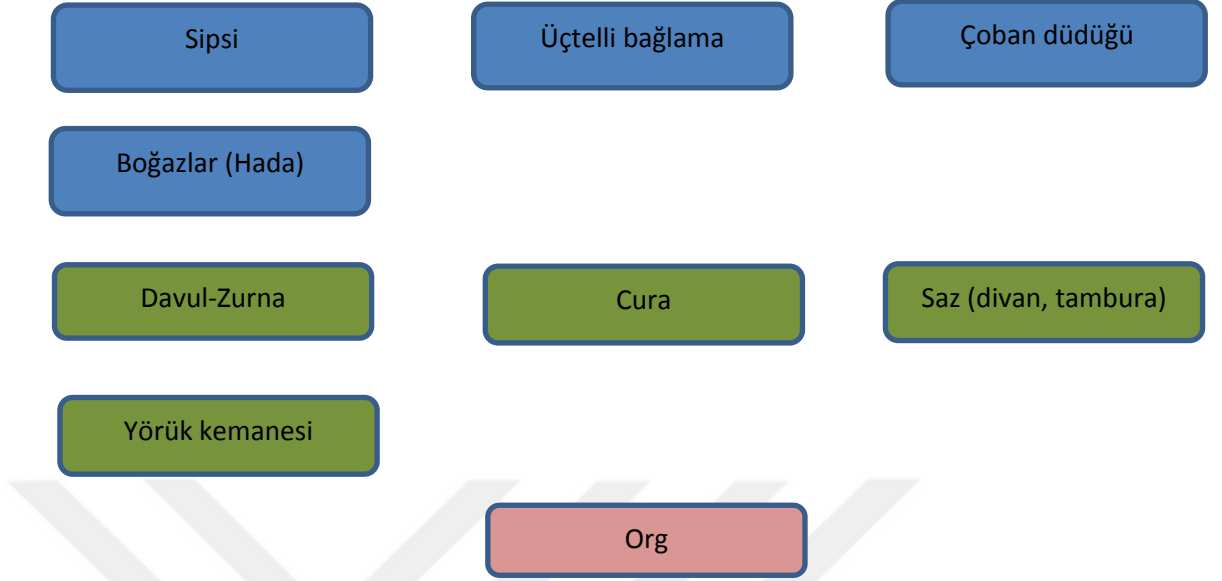 Sipsi
Üçtelli bağlama
Çoban düdüğü
Boğazlar (Hada)
Davul-Zurna
Cura
Saz (divan, tambura)
Yörük kemanesi
Org